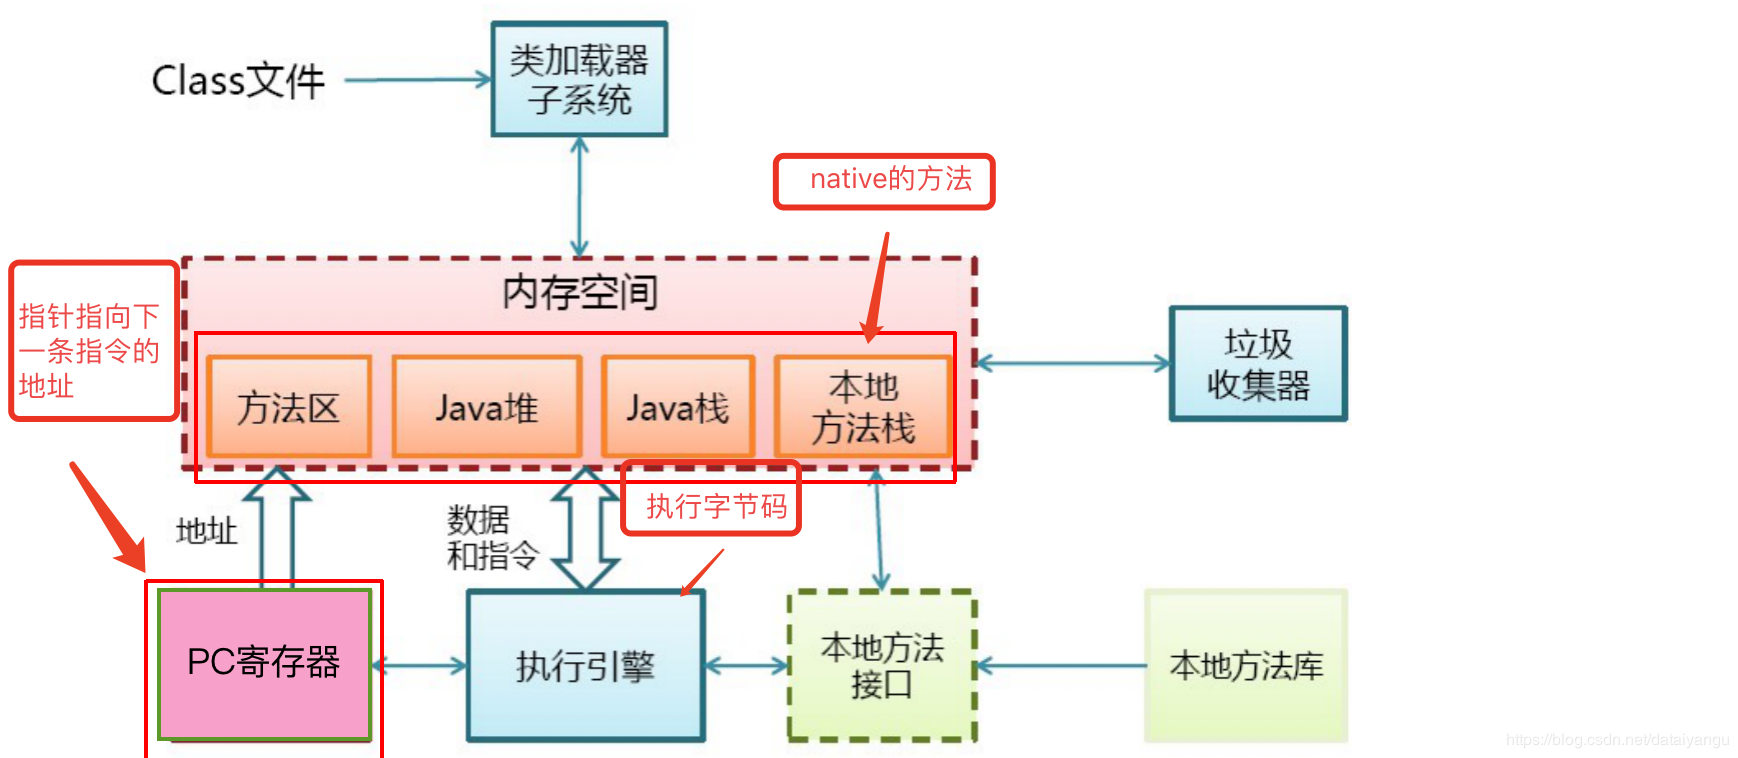 Class文件
类加载器
子系统
native的方法
指针指向下
一条指令的
地址
内存空间
方法区
Java堆
Java栈
本地
方法栈
垃圾
收集器
地址
数据
和指令
执行字节码
PC寄存器
执行引擎
本地方法
接口
本地方法库
https://blog.csdn.net/dataiyangu